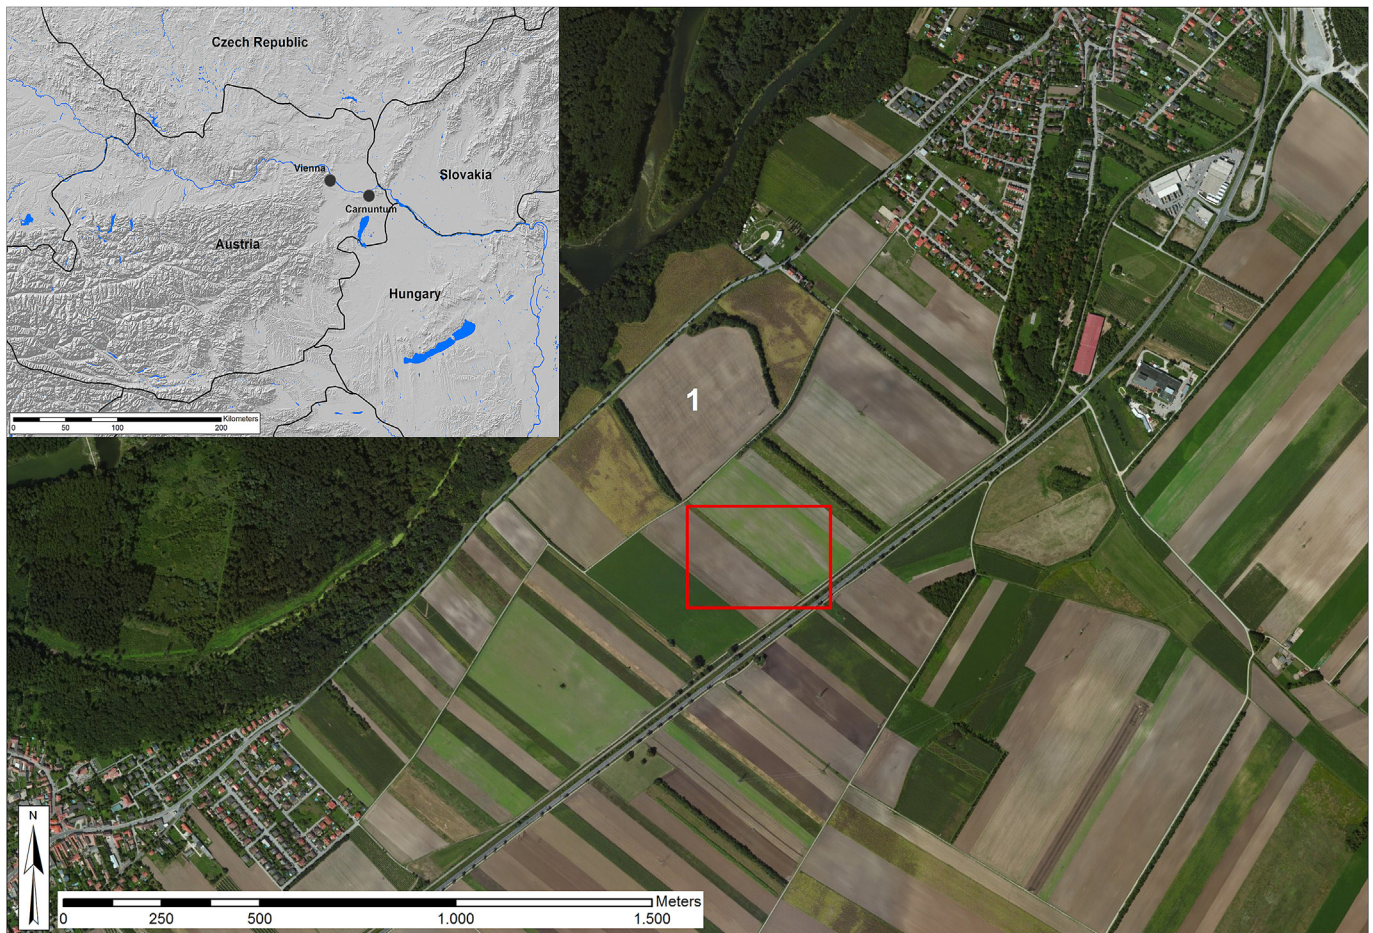 Czech Republic
Vienna
Slovakia
Carnuntum
Austria
Hungary
Kilometers
0 50 100 200
1
N
Meters
0 250 500 1.000 1.500